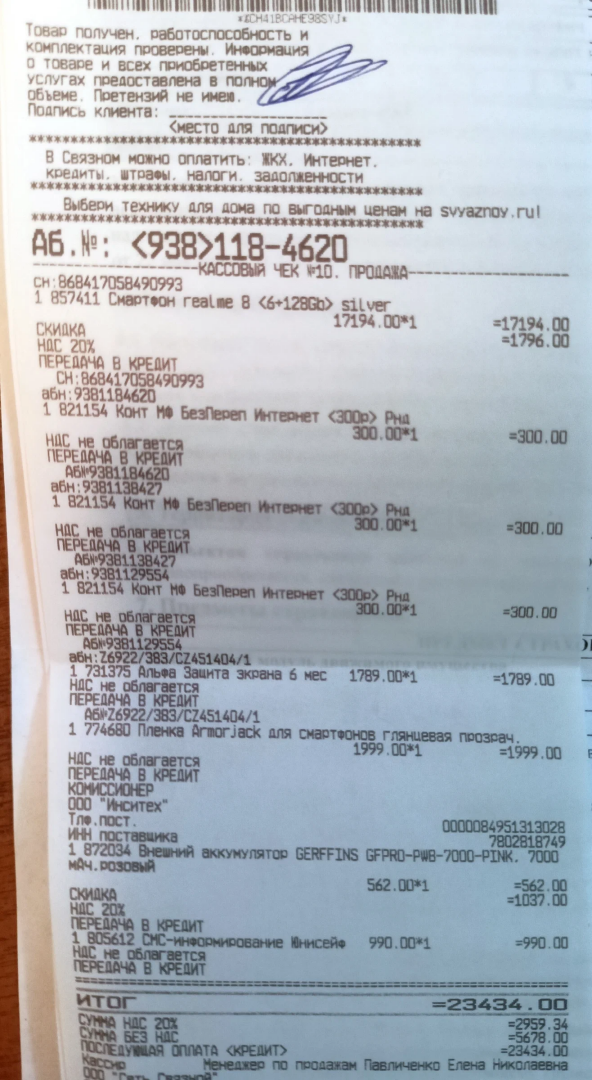 *ACH41BCAHE98SYJ*
Товар получен, работоспособность и
комплектация проверены. Информация
о товаре и всех приобретенных
услугах предоставлена в полном
объеме. Претензий не имею.
Подпись клиента: __________________
<место для подписи>
******************************************
В Связном можно оплатить: ЖКХ, Интернет,
кредиты, штрафы, налоги, задолженности
******************************************
Выбери технику для дома по выгодным ценам на svyaznoy.ru!
******************************************
Аб.№: <938>118-4620
--------------------КАССОВЫЙ ЧЕК №10. ПРОДАЖА--------------------
СН:868417058490993
1 857411 Смартфон realme 8 <6+128Gb> silver
17194.00*1 =17194.00
СКИДКА =1796.00
НДС 20%
ПЕРЕДАЧА В КРЕДИТ
СН:868417058490993
абн:9381184620
1 821154 Конт МФ БезПереп Интернет <300р> Рнд
300.00*1 =300.00
НДС не облагается
ПЕРЕДАЧА В КРЕДИТ
Аб№9381184620
абн:9381138427
1 821154 Конт МФ БезПереп Интернет <300р> Рнд
300.00*1 =300.00
НДС не облагается
ПЕРЕДАЧА В КРЕДИТ
Аб№9381138427
абн:9381129554
1 821154 Конт МФ БезПереп Интернет <300р> Рнд
300.00*1 =300.00
НДС не облагается
ПЕРЕДАЧА В КРЕДИТ
Аб№9381129554
абн:Z6922/383/CZ451404/1
1 731375 Альфа Защита экрана 6 мес 1789.00*1 =1789.00
НДС не облагается
ПЕРЕДАЧА В КРЕДИТ
Аб№Z6922/383/CZ451404/1
1 774680 Пленка Armorjack для смартфонов глянцевая прозрач.
1999.00*1 =1999.00
НДС не облагается
ПЕРЕДАЧА В КРЕДИТ
КОМИССИОНЕР
ООО "Инситех"
Тлф.пост. 0000084951313028
ИНН поставщика 7802818749
1 872034 Внешний аккумулятор GERFFINS GFPRO-PWB-7000-PINK, 7000
мАч.розовый
562.00*1 =562.00
СКИДКА =1037.00
НДС 20%
ПЕРЕДАЧА В КРЕДИТ
1 805612 СМС-информирование Юнисейф 990.00*1 =990.00
НДС не облагается
ПЕРЕДАЧА В КРЕДИТ
ИТОГ =23434.00
СУММА НДС 20% =2959.34
СУММА БЕЗ НДС =5678.00
ПОСЛЕДУЮЩАЯ ОПЛАТА <КРЕДИТ> =23434.00
Кассир Менеджер по продажам Павличенко Елена Николаевна
ООО "Сеть Связной"